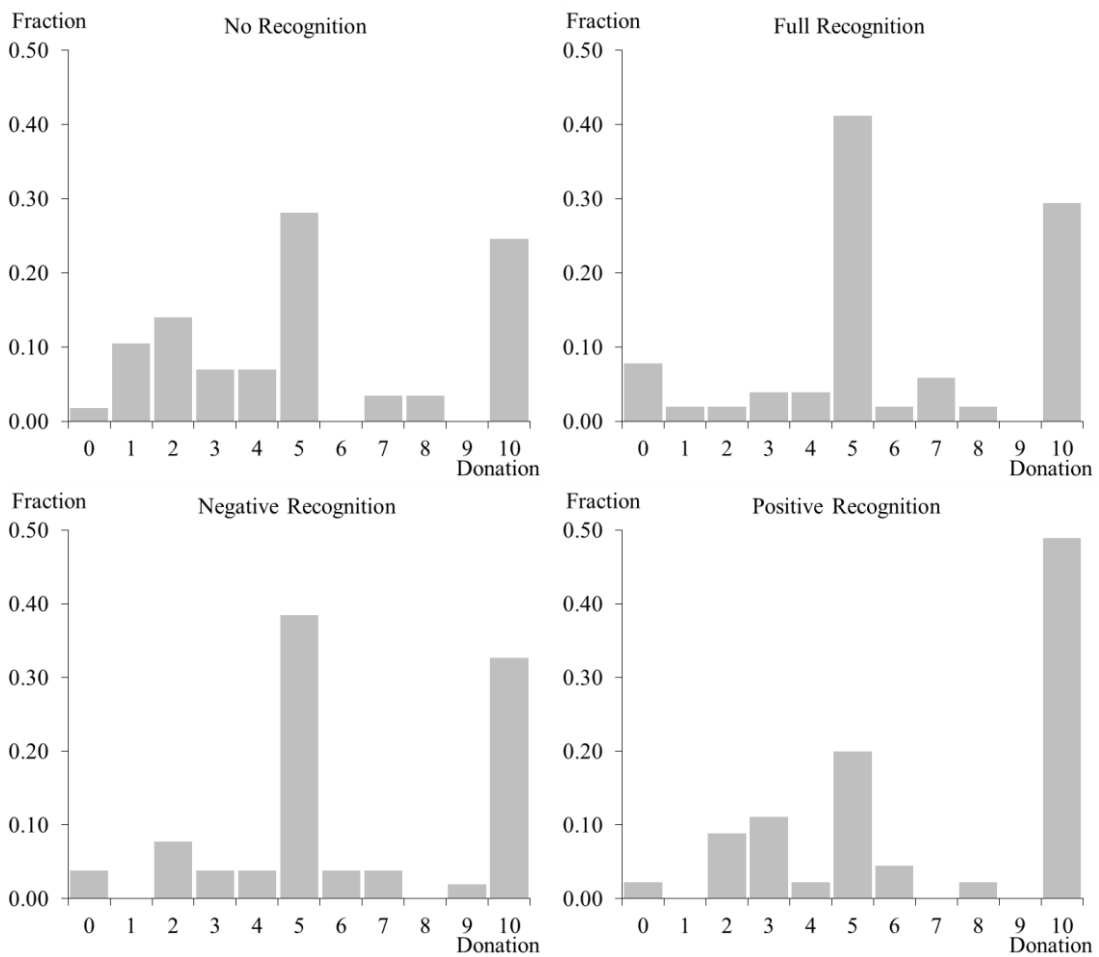 Fraction
No Recognition
0.50
0.40
0.30
0.20
0.10
0.00
0 1 2 3 4 5 6 7 8 9 10
Donation
Fraction
Full Recognition
0.50
0.40
0.30
0.20
0.10
0.00
0 1 2 3 4 5 6 7 8 9 10
Donation
Fraction
Negative Recognition
0.50
0.40
0.30
0.20
0.10
0.00
0 1 2 3 4 5 6 7 8 9 10
Donation
Fraction
Positive Recognition
0.50
0.40
0.30
0.20
0.10
0.00
0 1 2 3 4 5 6 7 8 9 10
Donation